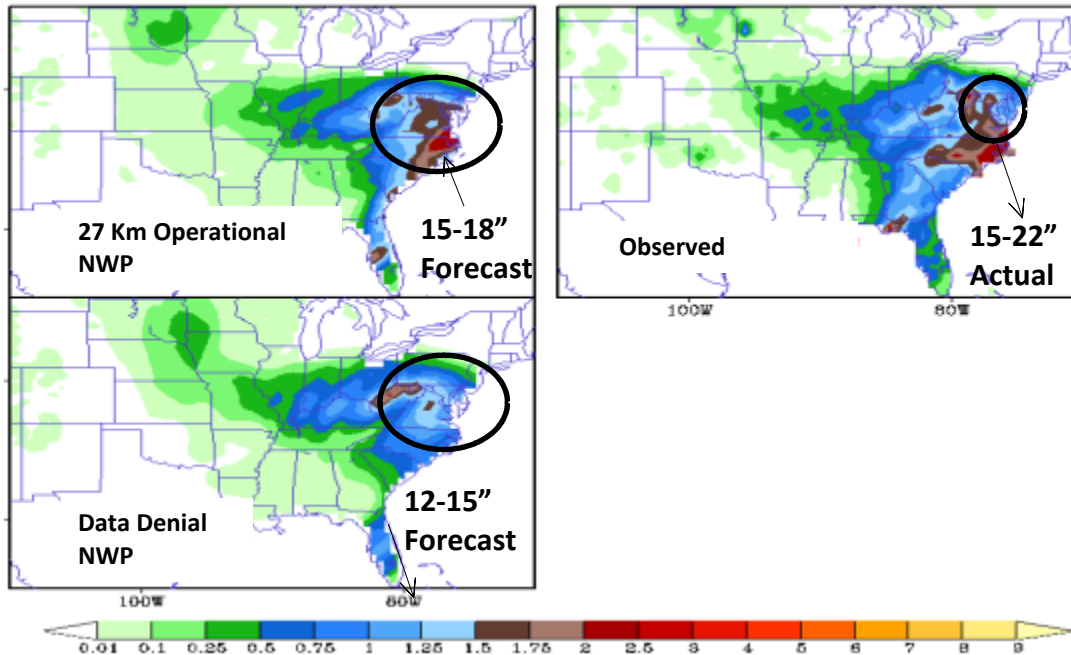 27 Km Operational
NWP
15-18”
Forecast
Observed
15-22”
Actual
100W
80W
Data Denial
NWP
12-15”
Forecast
100W
80W
0.01 0.1 0.25 0.5 0.75 1 1.25 1.5 1.75 2 2.5 3 4 5 6 7 8 9